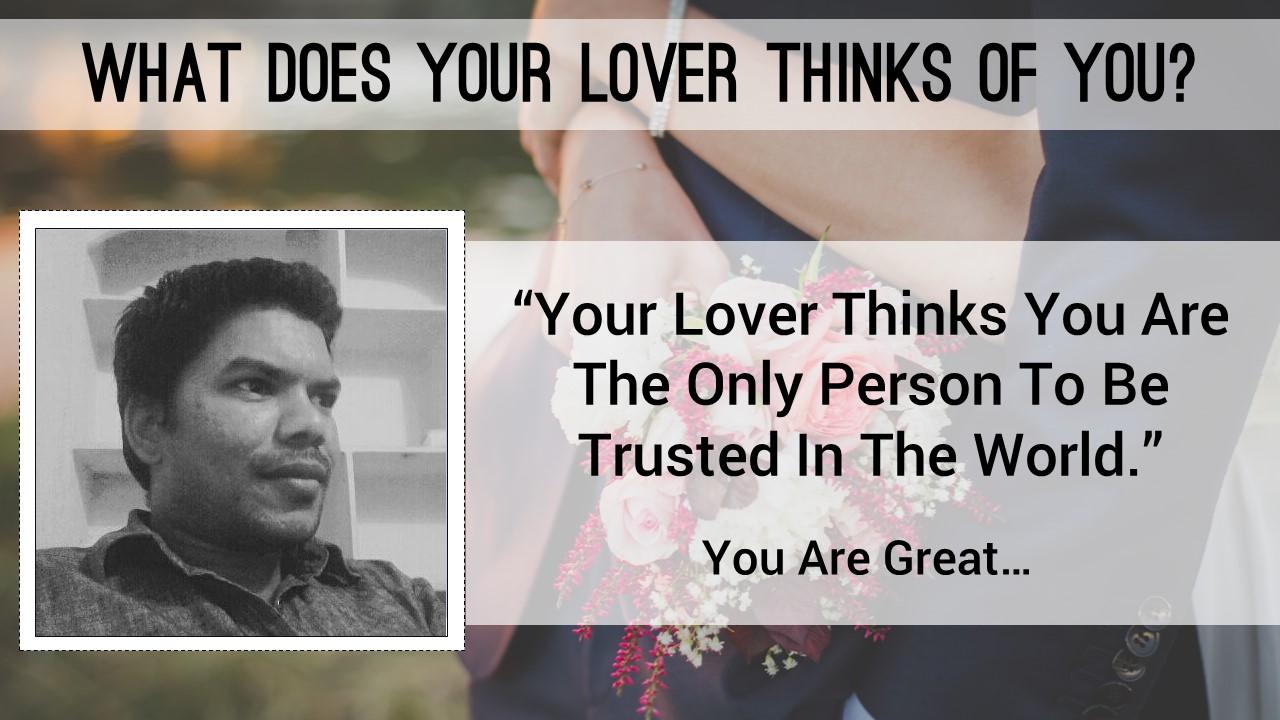 WHAT DOES YOUR LOVER THINKS OF YOU?
“Your Lover Thinks You Are
The Only Person To Be
Trusted In The World.”
You Are Great...